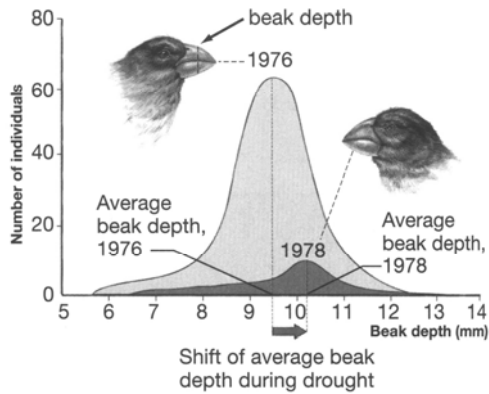 beak depth
80
1976
60
40
20
0
Number of individuals
Average
beak depth,
1976
1978
Average
beak depth,
1978
5 6 7 8 9 10 11 12 13 14
Beak depth (mm)
Shift of average beak
depth during drought